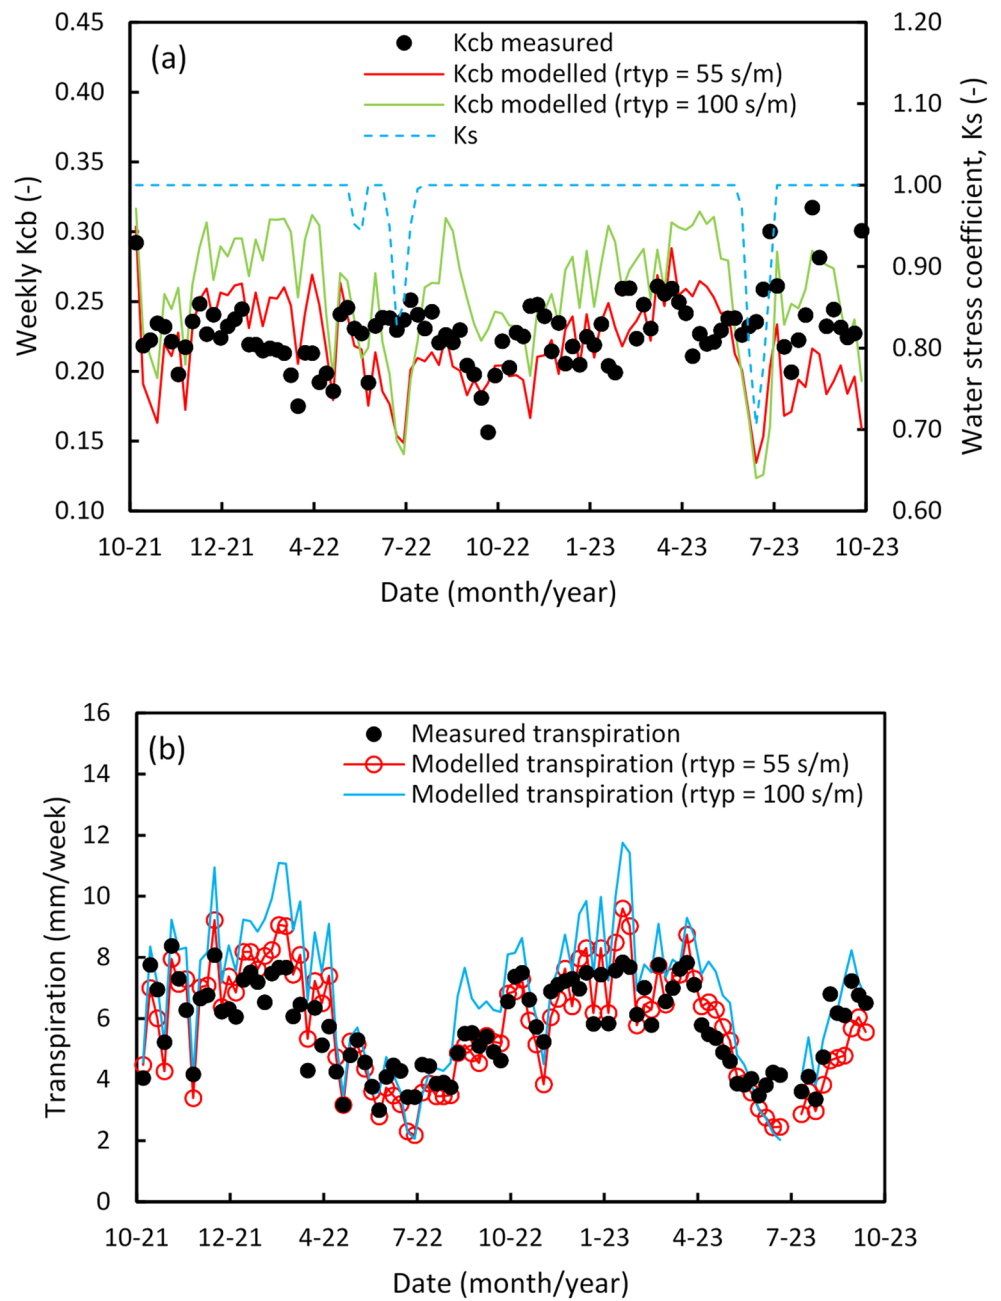 (a)
Kcb measured
Kcb modelled (rtyp = 55 s/m)
Kcb modelled (rtyp = 100 s/m)
Ks
Weekly Kcb (-)
0.45
0.40
0.35
0.30
0.25
0.20
0.15
0.10
Water stress coefficient, Ks (-)
1.20
1.10
1.00
0.90
0.80
0.70
0.60
10-21 12-21 4-22 7-22 10-22 1-23 4-23 7-23 10-23
Date (month/year)
(b)
Measured transpiration
Modelled transpiration (rtyp = 55 s/m)
Modelled transpiration (rtyp = 100 s/m)
Transpiration (mm/week)
16
14
12
10
8
6
4
2
0
10-21 12-21 4-22 7-22 10-22 1-23 4-23 7-23 10-23
Date (month/year)